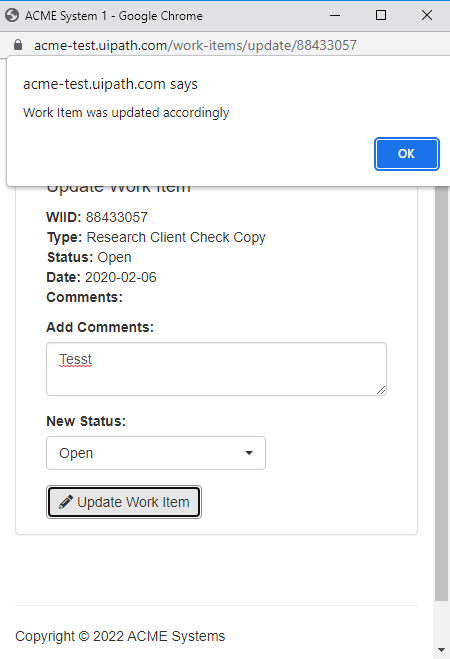 ACME System 1 - Google Chrome
acme-test.uipath.com/work-items/update/88433057
acme-test.uipath.com says
Work Item was updated accordingly
OK
Update Work Item
WIID: 88433057
Type: Research Client Check Copy
Status: Open
Date: 2020-02-06
Comments:
Add Comments:
Tesst
New Status:
Open
Update Work Item
Copyright © 2022 ACME Systems